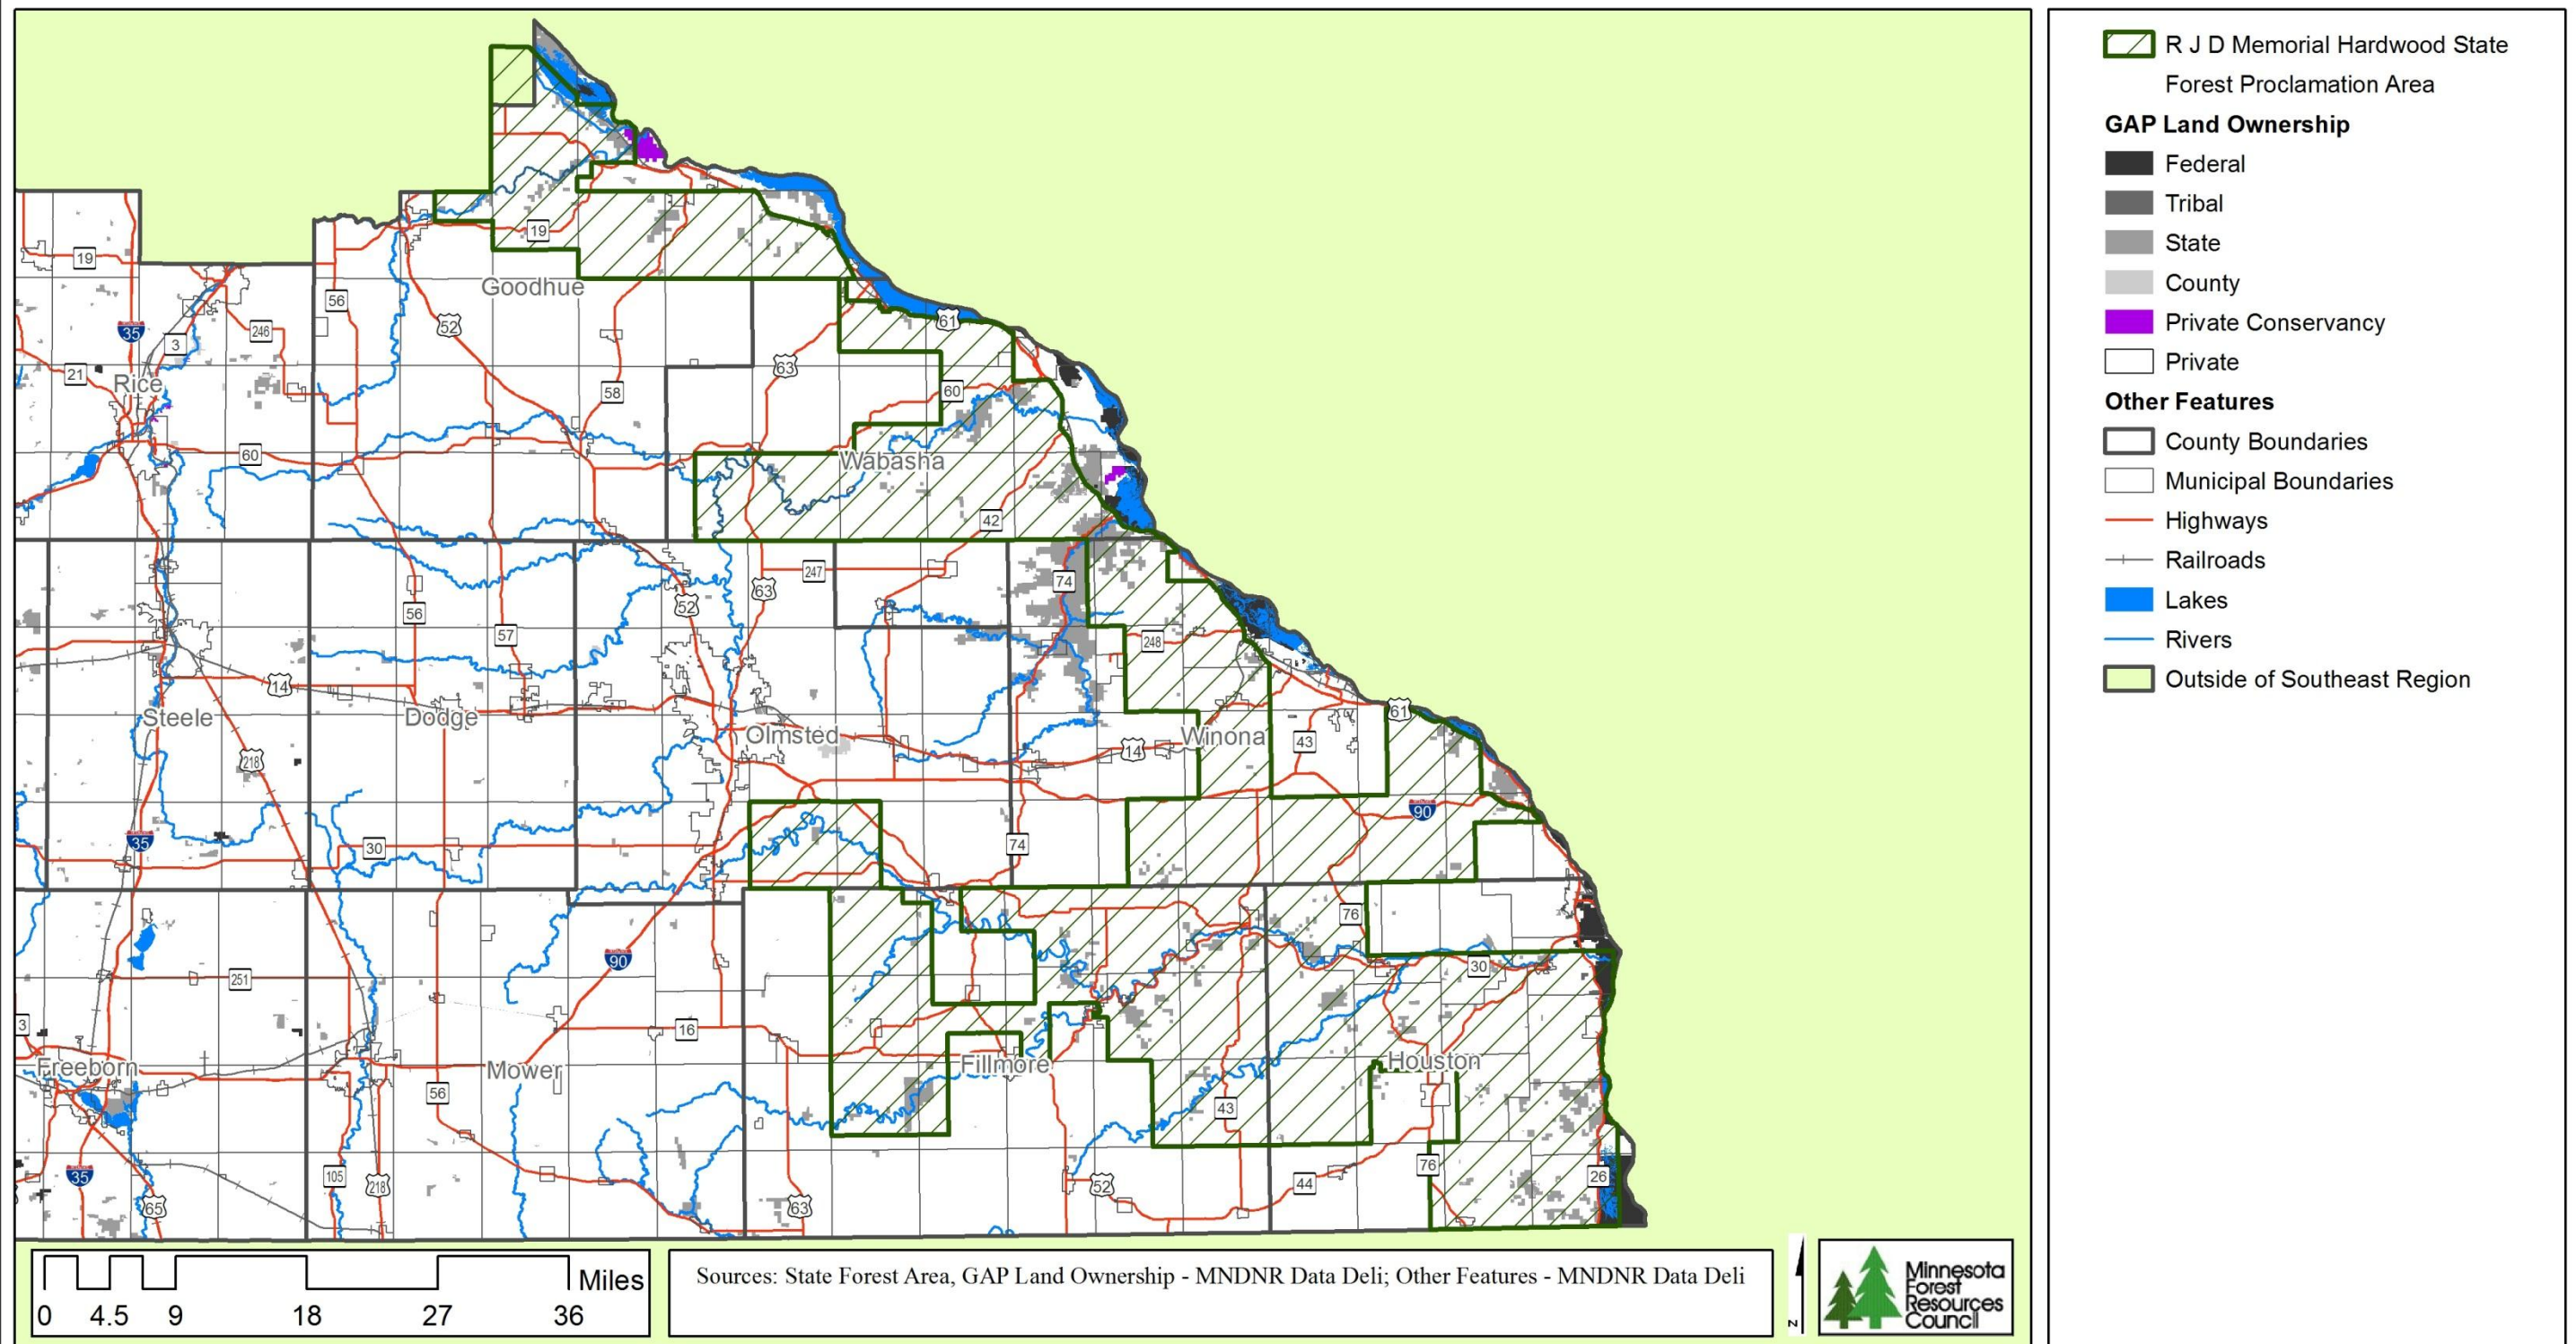 19
19
Goodhue
56
52
61
35
3
246
63
21
Rice
58
60
60
Wabasha
42
247
74
52
63
56
57
248
14
Steele
Dodge
Olmsted
Winona
61
43
14
218
35
30
74
90
76
90
251
30
3
16
Freeborn
Mower
Fillmore
Houston
56
43
35
105
218
65
63
52
44
76
26
R J D Memorial Hardwood State
Forest Proclamation Area
GAP Land Ownership
Federal
Tribal
State
County
Private Conservancy
Private
Other Features
County Boundaries
Municipal Boundaries
Highways
Railroads
Lakes
Rivers
Outside of Southeast Region
Miles
0 4.5 9 18 27 36
Sources: State Forest Area, GAP Land Ownership - MNDNR Data Deli; Other Features - MNDNR Data Deli
N
Minnesota
Forest
Resources
Council